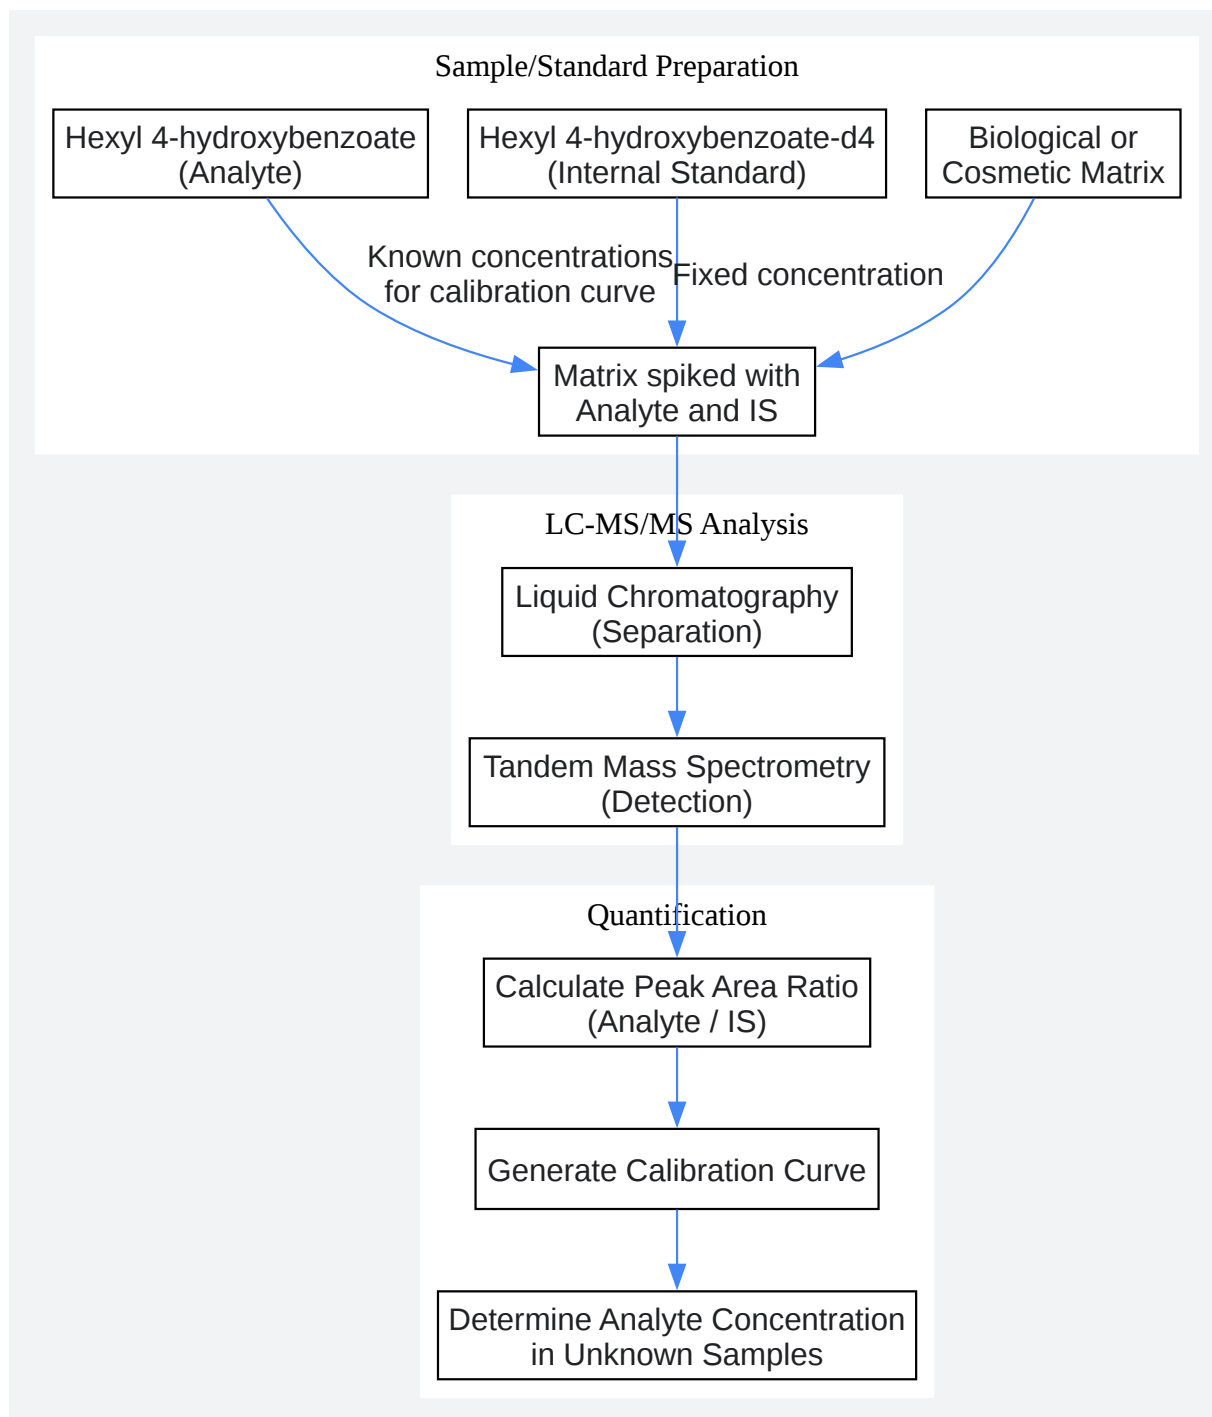 Sample/Standard Preparation
Hexyl 4-hydroxybenzoate
(Analyte)
Hexyl 4-hydroxybenzoate-d4
(Internal Standard)
Biological or
Cosmetic Matrix
Known concentrations
for calibration curve
Fixed concentration
Matrix spiked with
Analyte and IS
LC-MS/MS Analysis
Liquid Chromatography
(Separation)
Tandem Mass Spectrometry
(Detection)
Quantification
Calculate Peak Area Ratio
(Analyte / IS)
Generate Calibration Curve
Determine Analyte Concentration
in Unknown Samples